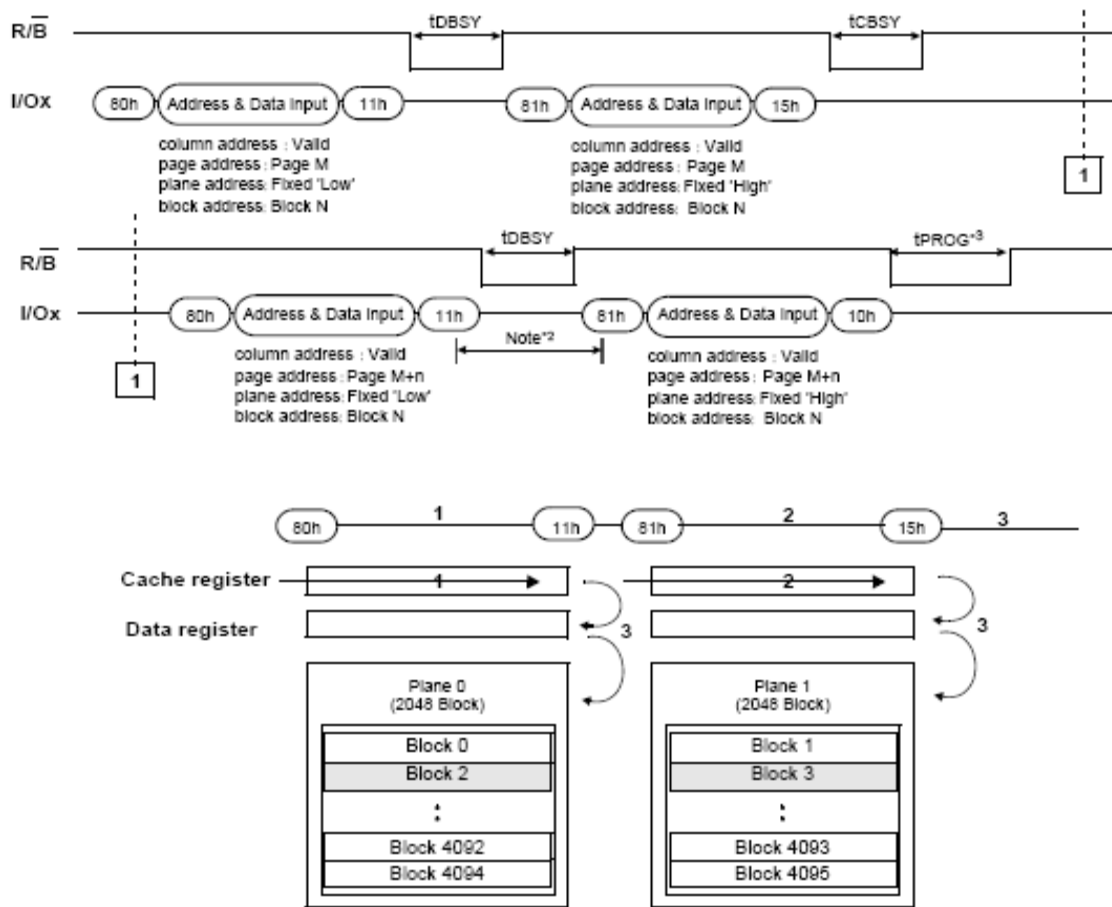 tDBSY tCBSY
R/B
I/Ox 80h Address & Data Input 11h 81h Address & Data Input 15h
column address : Valid column address : Valid
page address : Page M page address : Page M
plane address: Fixed 'Low' plane address: Fixed 'High'
block address: Block N block address: Block N
1
tDBSY tPROG*3
R/B
I/Ox 80h Address & Data Input 11h 81h Address & Data Input 10h
Note*2
column address : Valid column address : Valid
page address : Page M+n page address : Page M+n
plane address: Fixed 'Low' plane address: Fixed 'High'
block address: Block N block address: Block N
1
80h 1 11h 81h 2 15h 3
Cache register 1 2
Data register 3 3
Plane 0 Plane 1
(2048 Block) (2048 Block)
Block 0 Block 1
Block 2 Block 3
: :
Block 4092 Block 4093
Block 4094 Block 4095